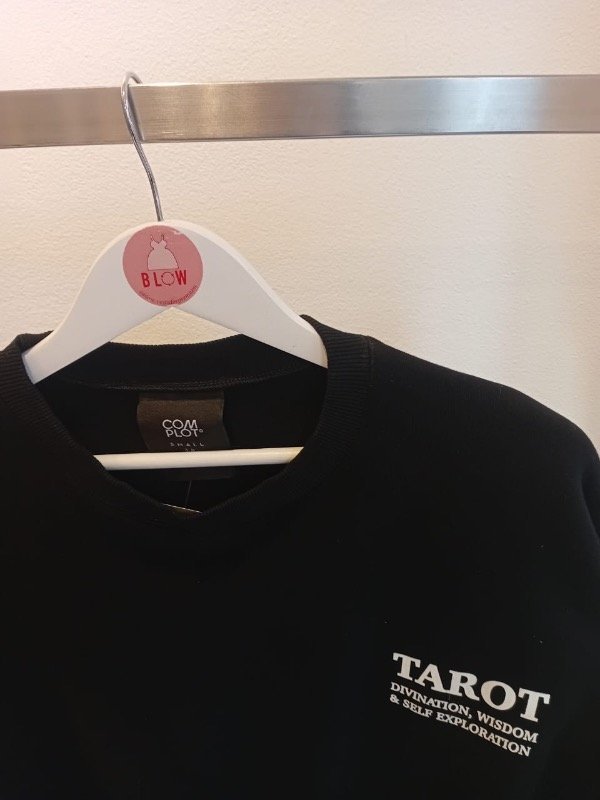 BLOW
COM
PLOT°
SMALL
TAROT
DIVINATION, WISDOM
& SELF EXPLORATION